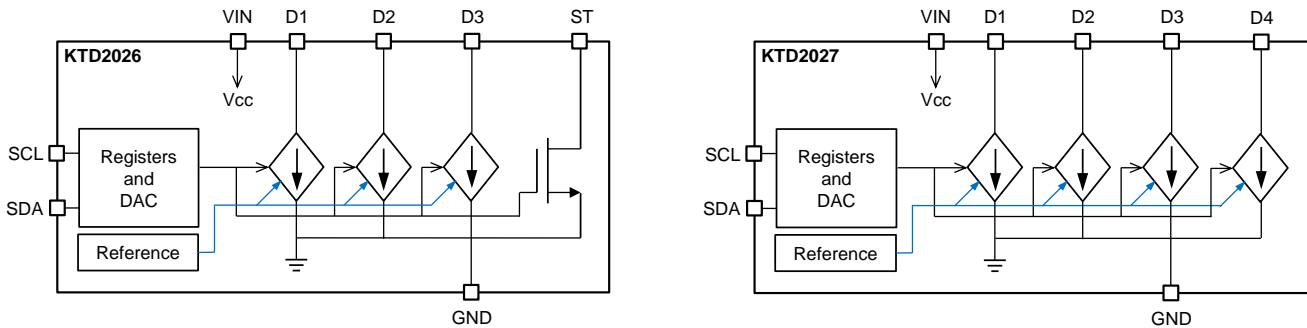 VIN D1 D2 D3 ST
KTD2026
Vcc
SCL
SDA
Registers
and
DAC
Reference
GND
VIN D1 D2 D3 D4
KTD2027
Vcc
SCL
SDA
Registers
and
DAC
Reference
GND